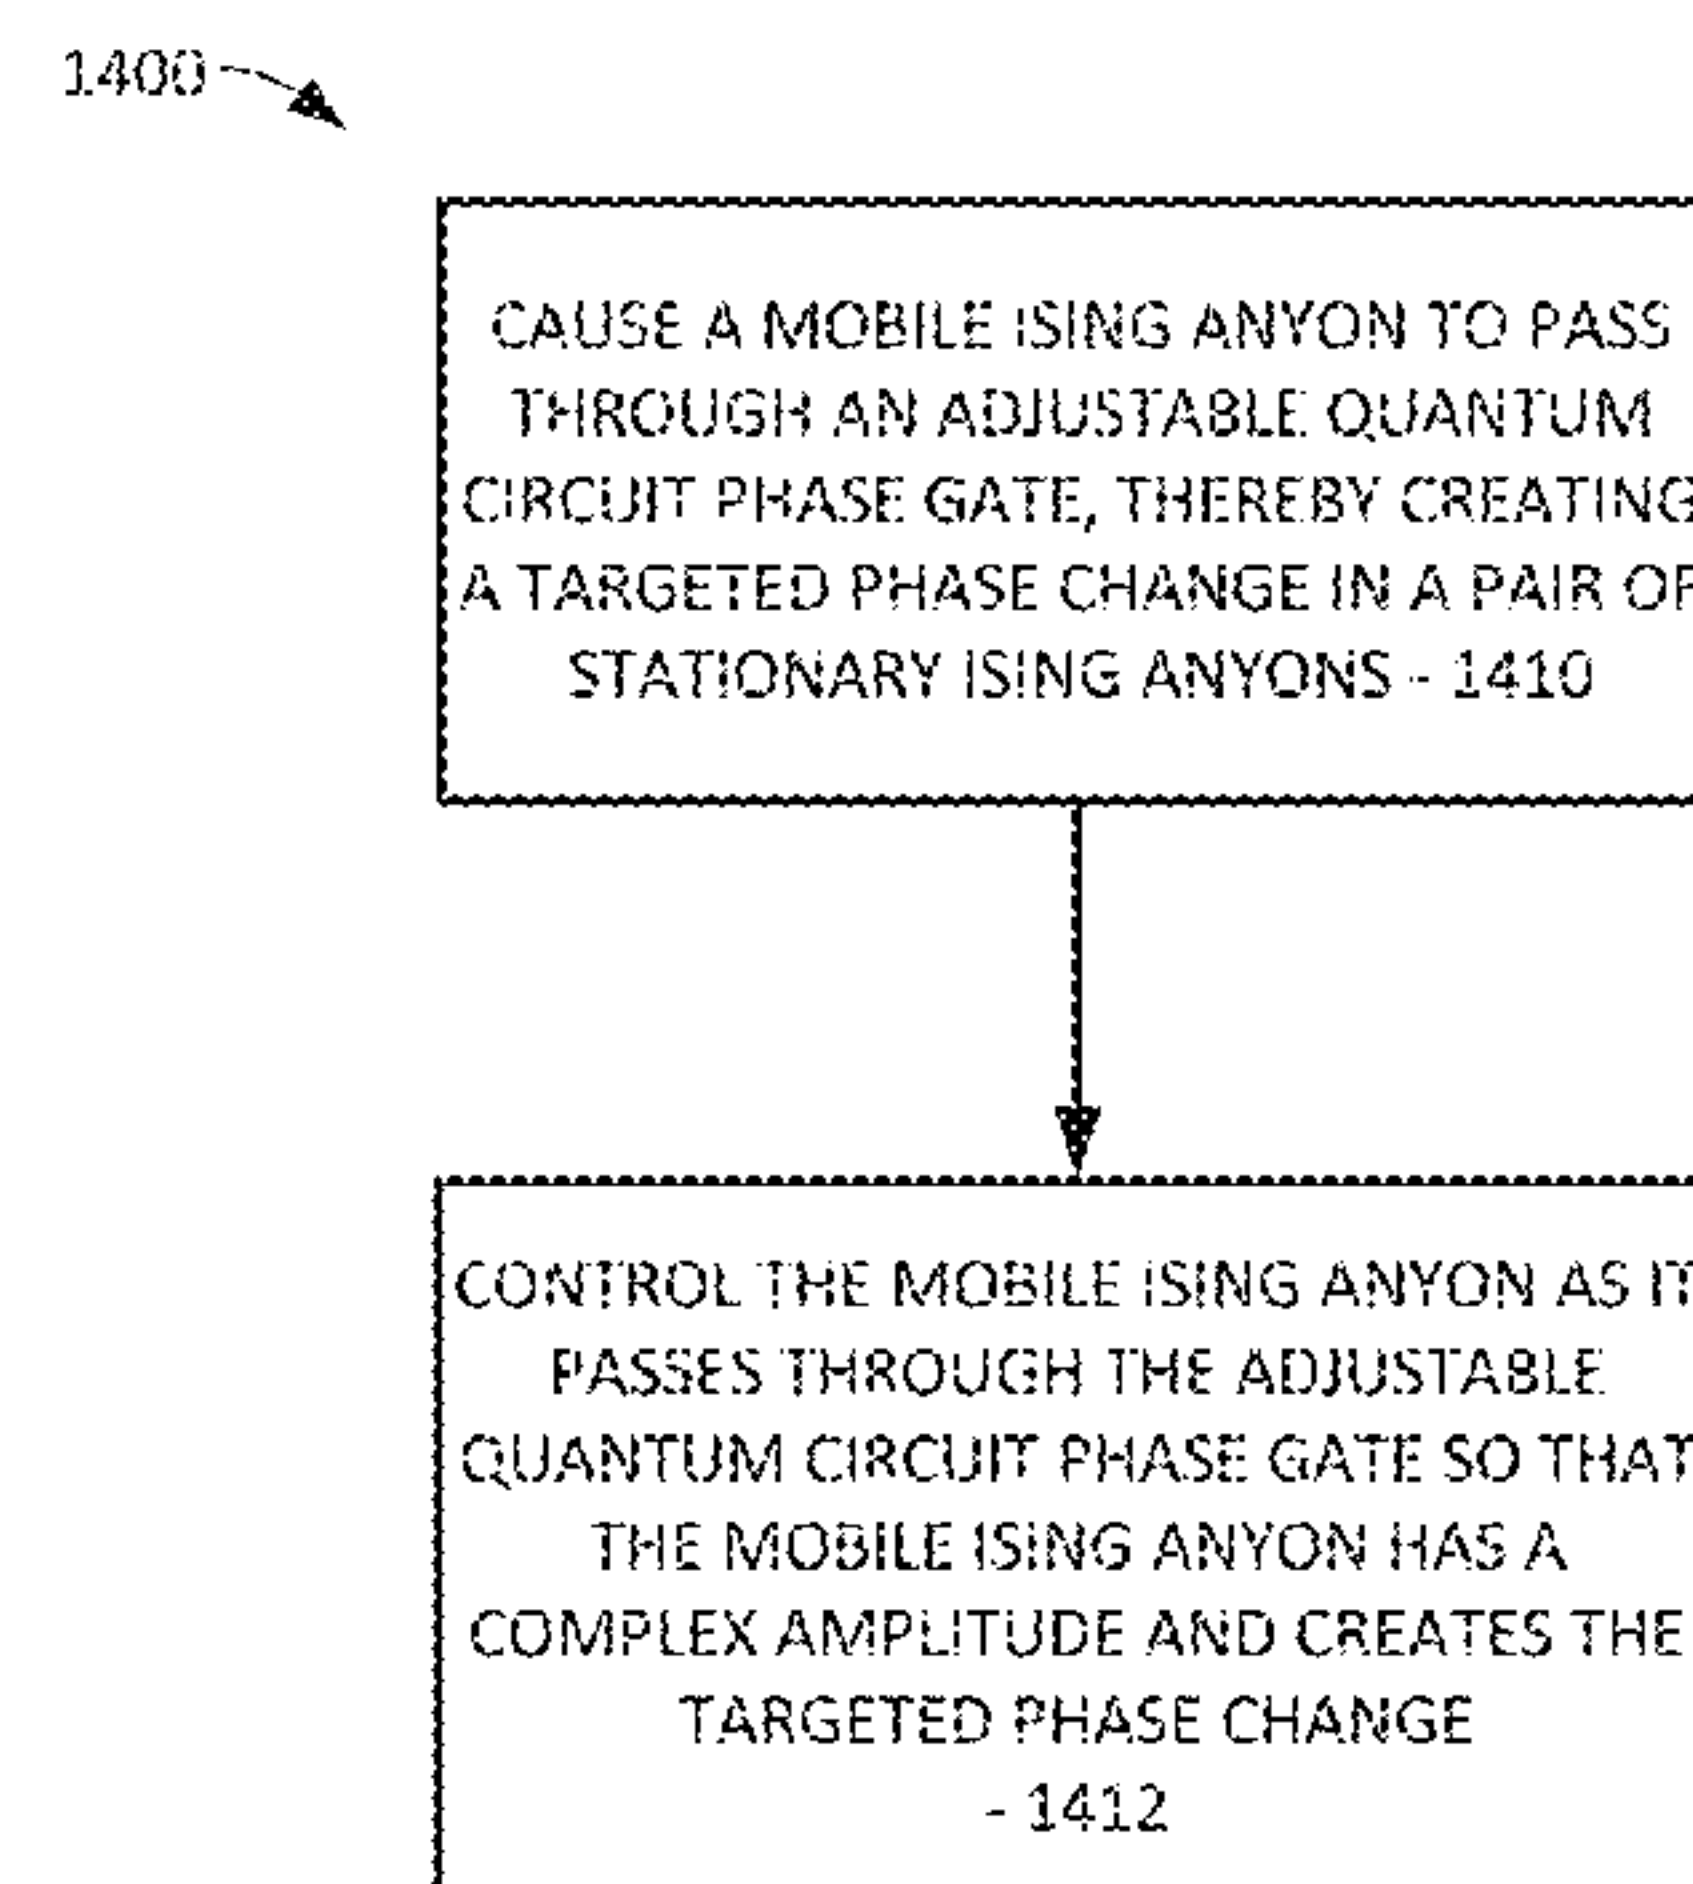 1400
CAUSE A MOBILE ISING ANYON TO PASS
THROUGH AN ADJUSTABLE QUANTUM
CIRCUIT PHASE GATE, THEREBY CREATING
A TARGETED PHASE CHANGE IN A PAIR OF
STATIONARY ISING ANYONS - 1410
CONTROL THE MOBILE ISING ANYON AS IT
PASSES THROUGH THE ADJUSTABLE
QUANTUM CIRCUIT PHASE GATE SO THAT
THE MOBILE ISING ANYON HAS A
COMPLEX AMPLITUDE AND CREATES THE
TARGETED PHASE CHANGE
- 1412